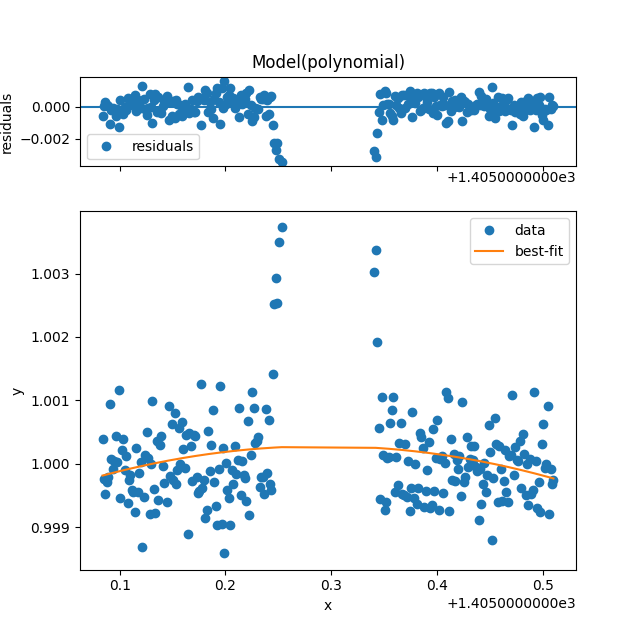 Model(polynomial)
residuals
0.000
−0.002
residuals
+1.4050000000e3
y
1.003
1.002
1.001
1.000
0.999
data
best-fit
0.1 0.2 0.3 0.4 0.5
x
+1.4050000000e3